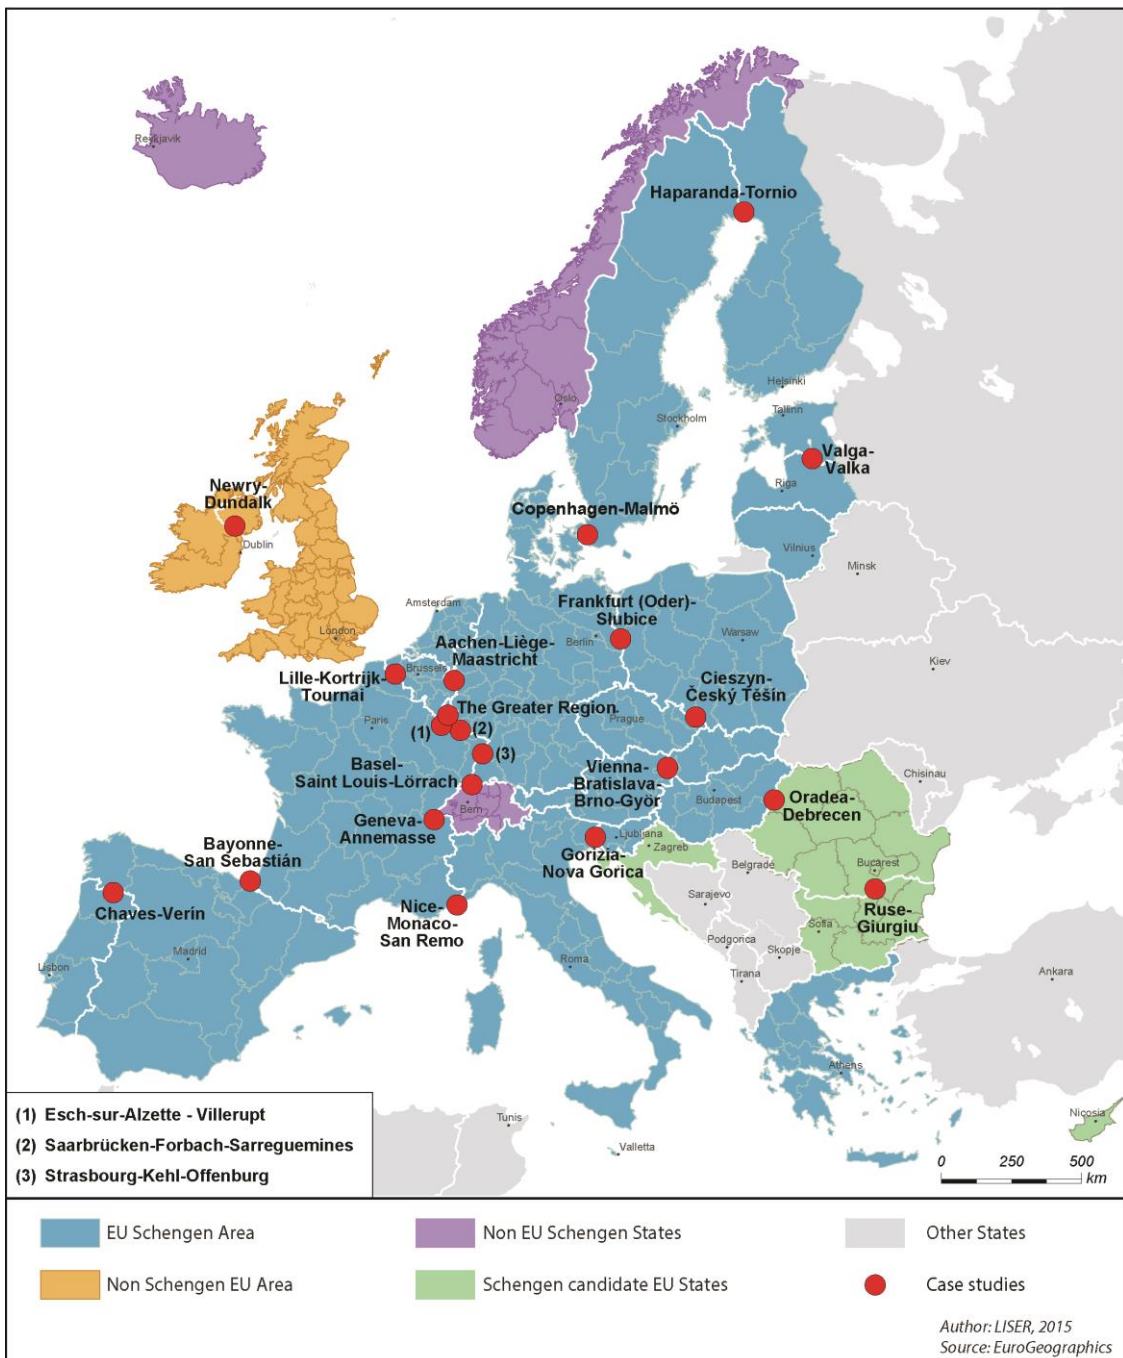 Reykjavik
Haparanda-Tornio
Helsinki
Oslo
Tallinn
Stockholm
Valga-
Valka
Riga
Newry-
Dundalk
Copenhagen-Malmö
Dublin
Vilnius
Minsk
Amsterdam
Frankfurt (Oder)-
Słubice
London
Berlin
Warsaw
Aachen-Liège-
Maastricht
Kiev
Lille-Kortrijk-
Tournai
Brussels
Cieszyn-
Český Těšín
The Greater Region
Paris
Prague
(1)
(2)
(3)
Basel-
Saint Louis-Lörrach
Vienna-
Bratislava-
Brno-Györ
Chisinau
Bern
Budapest
Oradea-
Debrecen
Geneva-
Annemasse
Ljubljana
Zagreb
Bayonne-
San Sebastián
Gorizia-
Nova Gorica
Belgrade
Bucarest
Chaves-Verín
Nice-
Monaco-
San Remo
Sarajevo
Ruse-
Giurgiu
Sofia
Madrid
Podgorica
Skopje
Lisbon
Roma
Tirana
Ankara
Athens
Tunis
Nicosia
Valletta
(1) Esch-sur-Alzette - Villerupt
(2) Saarbrücken-Forbach-Sarreguemines
(3) Strasbourg-Kehl-Offenburg
0 250 500
km
EU Schengen Area
Non EU Schengen States
Other States
Non Schengen EU Area
Schengen candidate EU States
Case studies
Author: LISER, 2015
Source: EuroGeographics